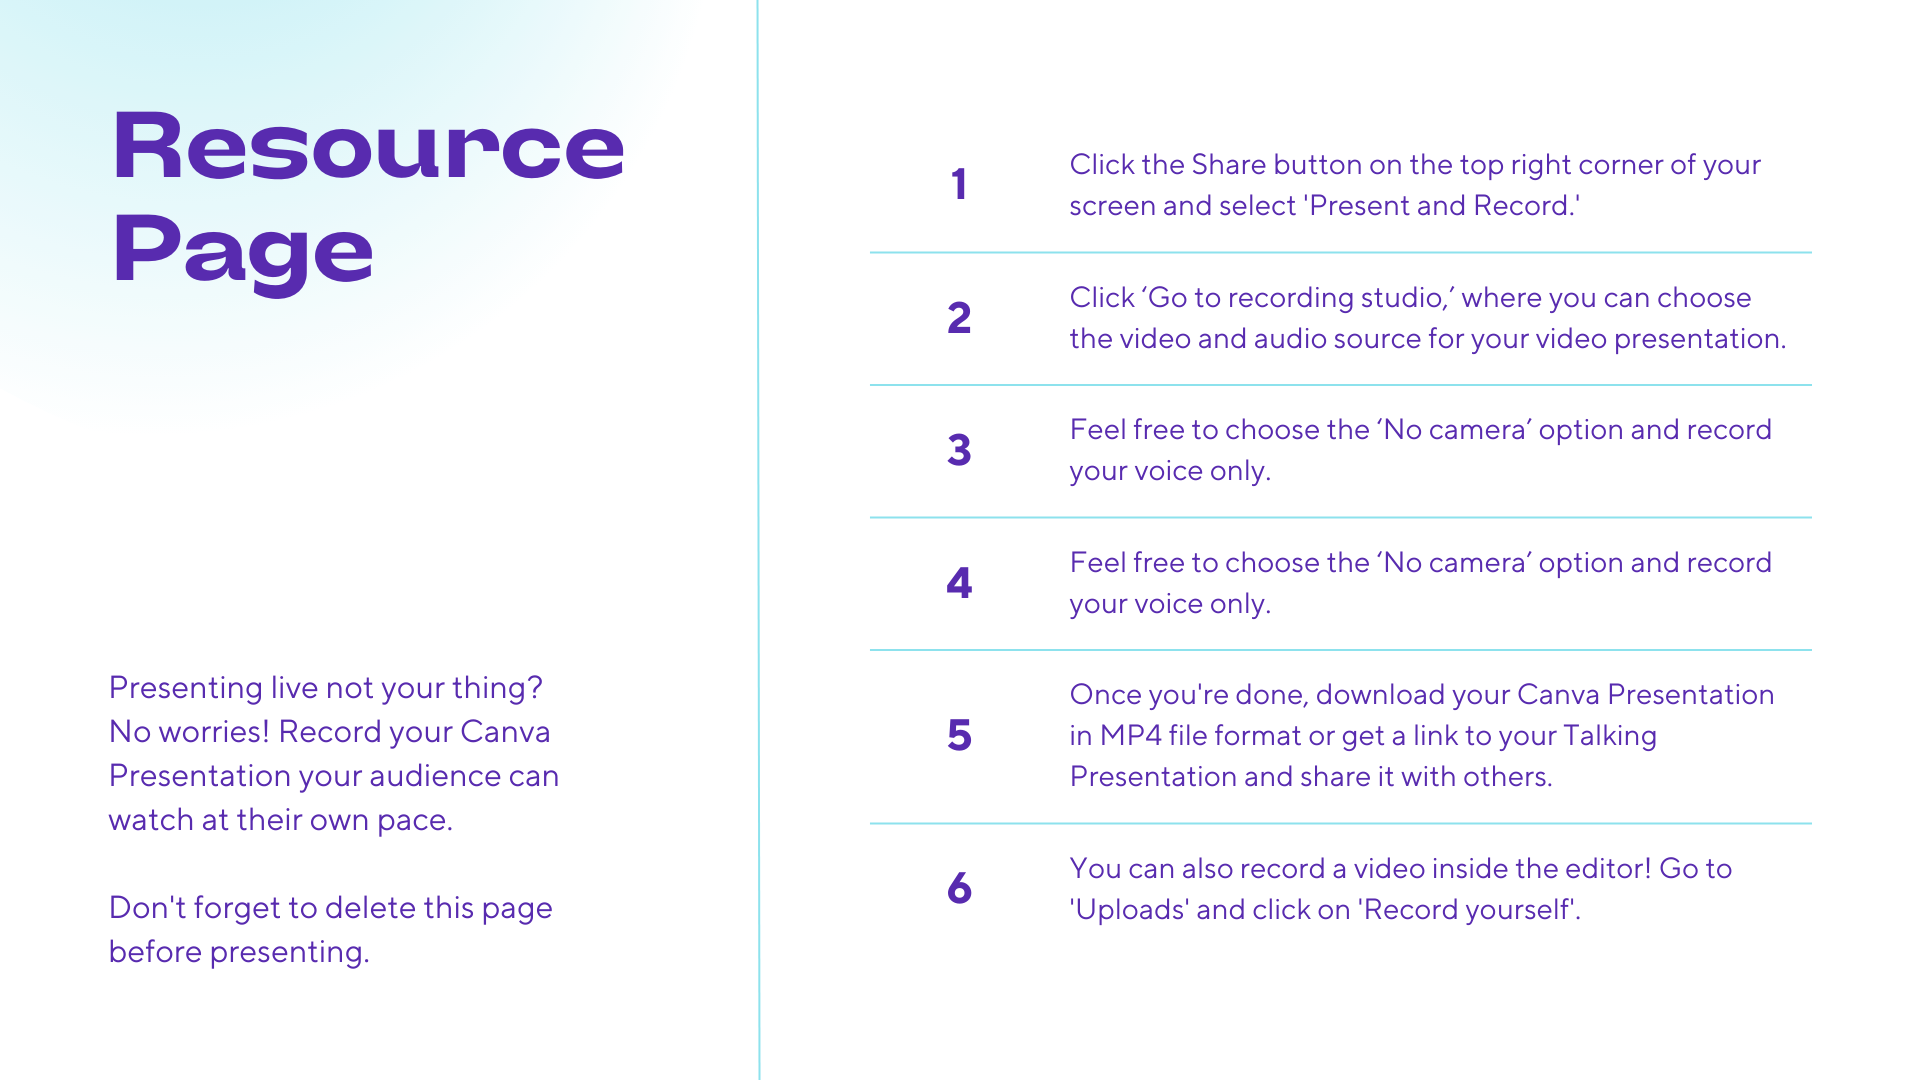 Resource
Page
Presenting live not your thing?
No worries! Record your Canva
Presentation your audience can
watch at their own pace.
Don't forget to delete this page
before presenting.
1
Click the Share button on the top right corner of your
screen and select 'Present and Record.'
2
Click ‘Go to recording studio,’ where you can choose
the video and audio source for your video presentation.
3
Feel free to choose the ‘No camera’ option and record
your voice only.
4
Feel free to choose the ‘No camera’ option and record
your voice only.
5
Once you're done, download your Canva Presentation
in MP4 file format or get a link to your Talking
Presentation and share it with others.
6
You can also record a video inside the editor! Go to
'Uploads' and click on 'Record yourself'.